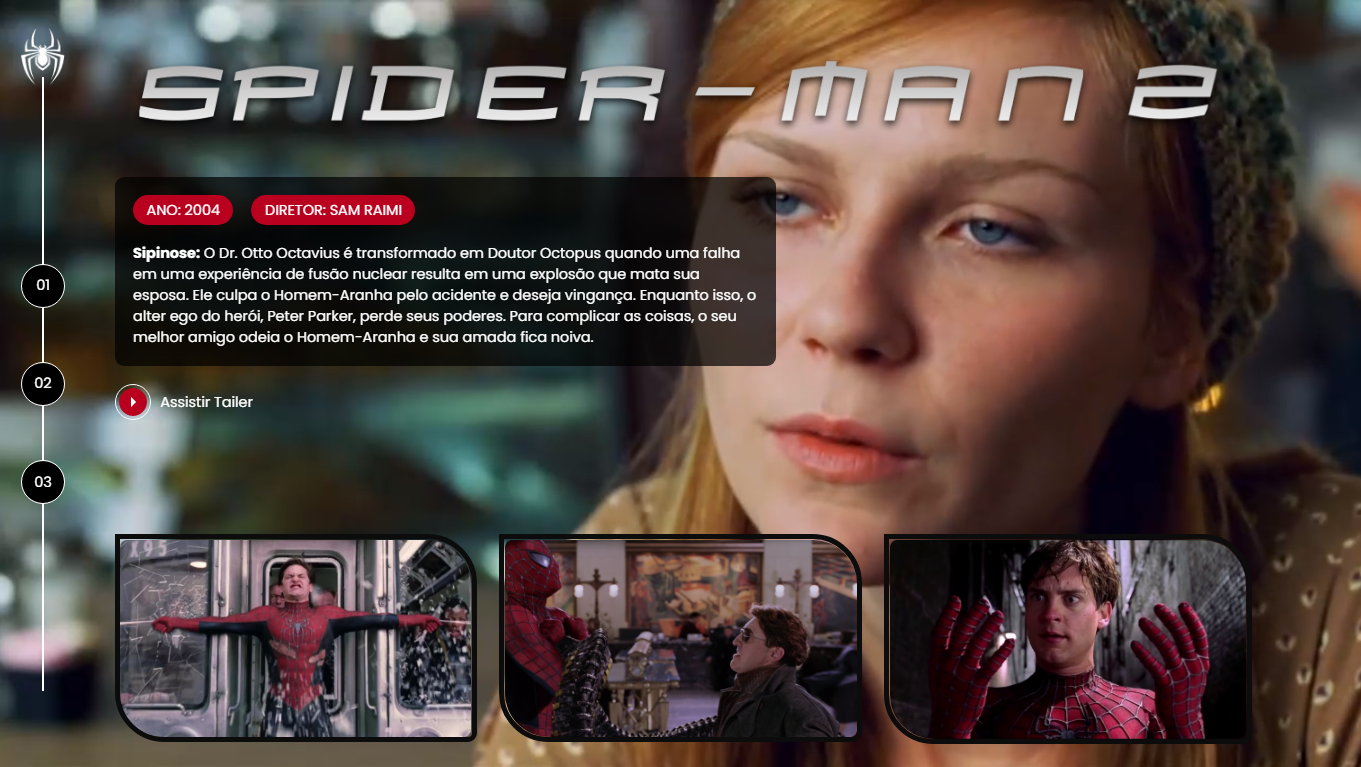 SPIDER-MAN 2
ANO: 2004
DIRETOR: SAM RAIMI
Sipinose: O Dr. Otto Octavius é transformado em Doutor Octopus quando uma falha
em uma experiência de fusão nuclear resulta em uma explosão que mata sua
esposa. Ele culpa o Homem-Aranha pelo acidente e deseja vingança. Enquanto isso, o
alter ego do herói, Peter Parker, perde seus poderes. Para complicar as coisas, o seu
melhor amigo odeia o Homem-Aranha e sua amada fica noiva.
01
02
Assistir Tailer
03